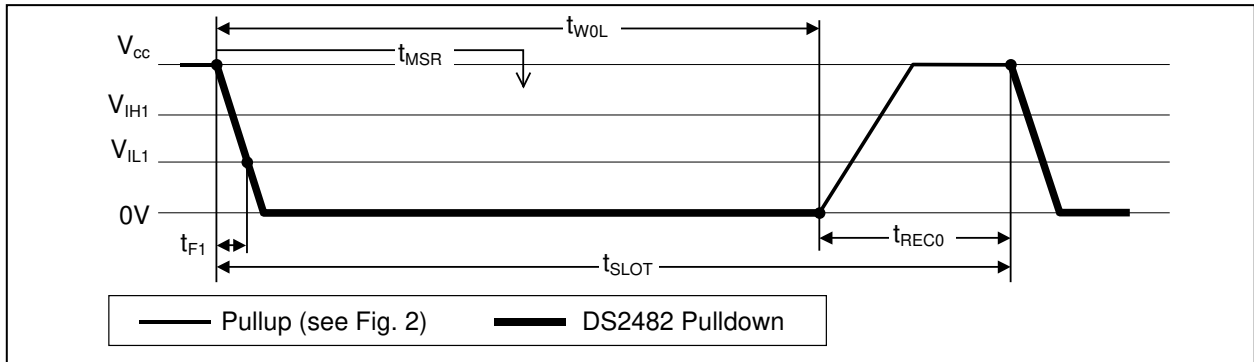 tW0L
Vcc
tMSR
VIH1
VIL1
0V
tF1
tREC0
tSLOT
Pullup (see Fig. 2)
DS2482 Pulldown